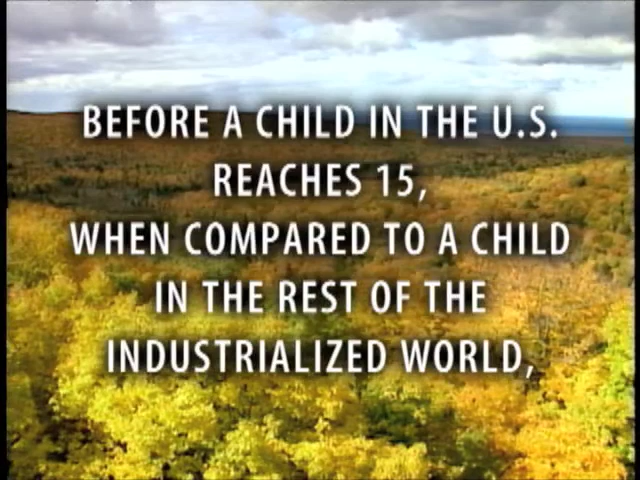 BEFORE A CHILD IN THE U.S.
REACHES 15,
WHEN COMPARED TO A CHILD
IN THE REST OF THE
INDUSTRIALIZED WORLD,